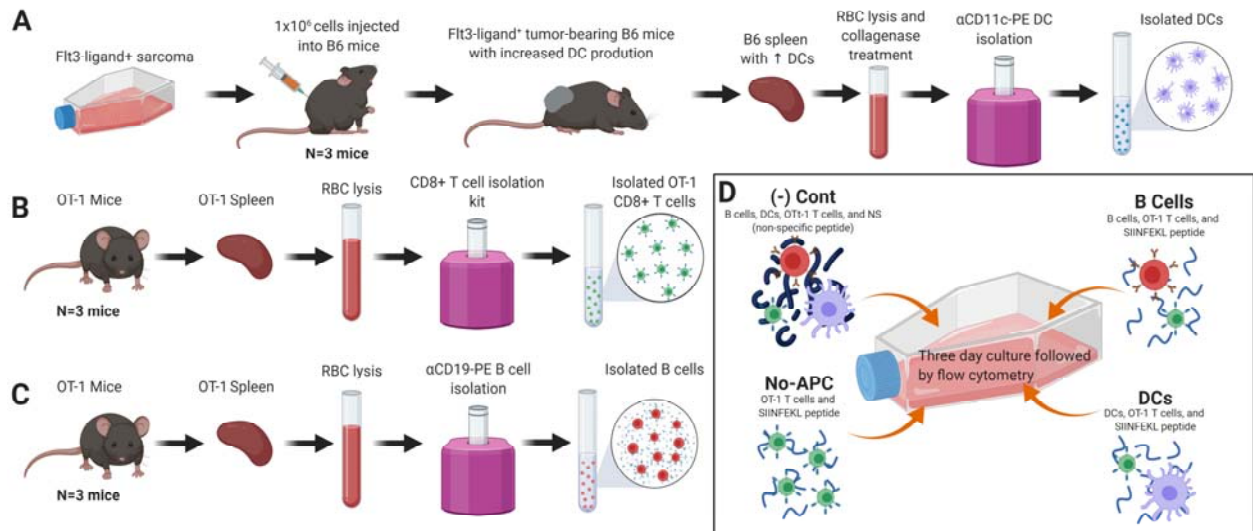 A
Flt3-ligand+ sarcoma
1x10⁶ cells injected
into B6 mice
N=3 mice
Flt3-ligand⁺ tumor-bearing B6 mice
with increased DC prodution
B6 spleen
with ↑ DCs
RBC lysis and
collagenase
treatment
αCD11c-PE DC
isolation
Isolated DCs
B
OT-1 Mice
N=3 mice
OT-1 Spleen
RBC lysis
CD8+ T cell isolation
kit
Isolated OT-1
CD8+ T cells
C
OT-1 Mice
N=3 mice
OT-1 Spleen
RBC lysis
αCD19-PE B cell
isolation
Isolated B cells
D
(-) Cont
B cells, DCs, OTt-1 T cells, and NS
(non-specific peptide)
B Cells
B cells, OT-1 T cells, and
SIINFEKL peptide
Three day culture followed
by flow cytometry
No-APC
OT-1 T cells and
SIINFEKL peptide
DCs
DCs, OT-1 T cells, and
SIINFEKL peptide